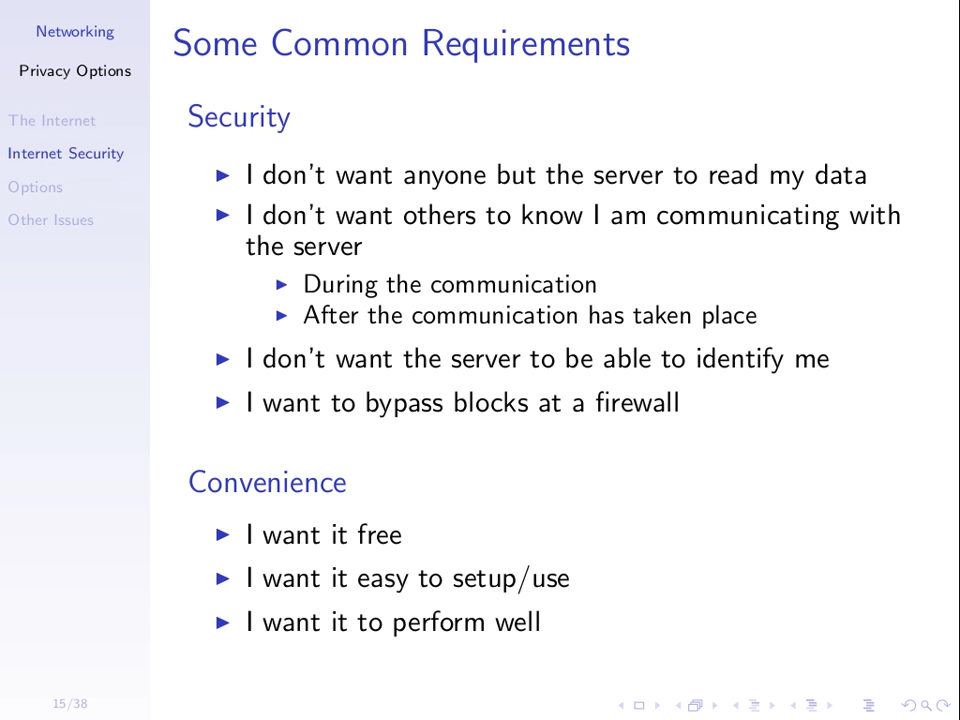 Networking
Privacy Options
The Internet
Internet Security
Options
Other Issues
15/38
Some Common Requirements
Security
I don't want anyone but the server to read my data
I don't want others to know I am communicating with
the server
During the communication
After the communication has taken place
I don't want the server to be able to identify me
I want to bypass blocks at a firewall
Convenience
I want it free
I want it easy to setup/use
I want it to perform well